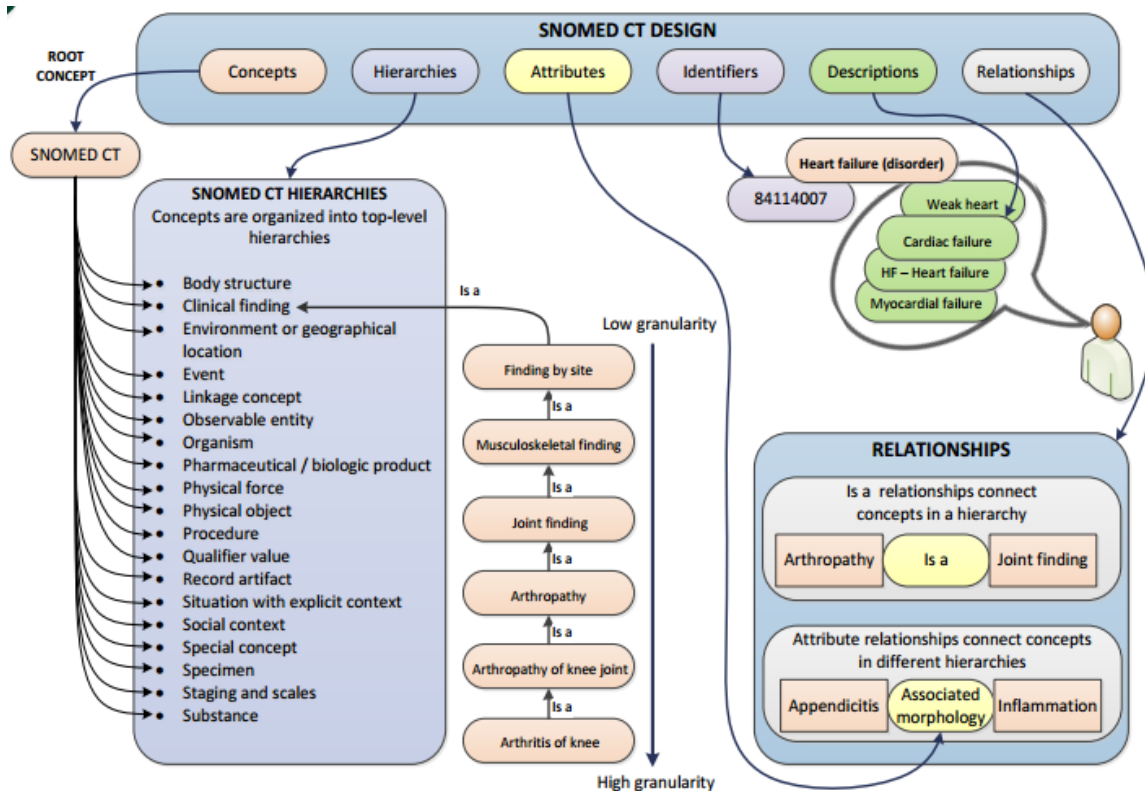 SNOMED CT DESIGN
ROOT
CONCEPT
Concepts
Hierarchies
Attributes
Identifiers
Descriptions
Relationships
SNOMED CT
SNOMED CT HIERARCHIES
Concepts are organized into top-level
hierarchies
• Body structure
• Clinical finding
• Environment or geographical
location
• Event
• Linkage concept
• Observable entity
• Organism
• Pharmaceutical / biologic product
• Physical force
• Physical object
• Procedure
• Qualifier value
• Record artifact
• Situation with explicit context
• Social context
• Special concept
• Specimen
• Staging and scales
• Substance
Is a
Finding by site
Is a
Musculoskeletal finding
Is a
Joint finding
Is a
Arthropathy
Is a
Arthropathy of knee joint
Is a
Arthritis of knee
Low granularity
High granularity
Heart failure (disorder)
84114007
Weak heart
Cardiac failure
HF – Heart failure
Myocardial failure
RELATIONSHIPS
Is a relationships connect
concepts in a hierarchy
Arthropathy
Is a
Joint finding
Attribute relationships connect concepts
in different hierarchies
Appendicitis
Associated
morphology
Inflammation